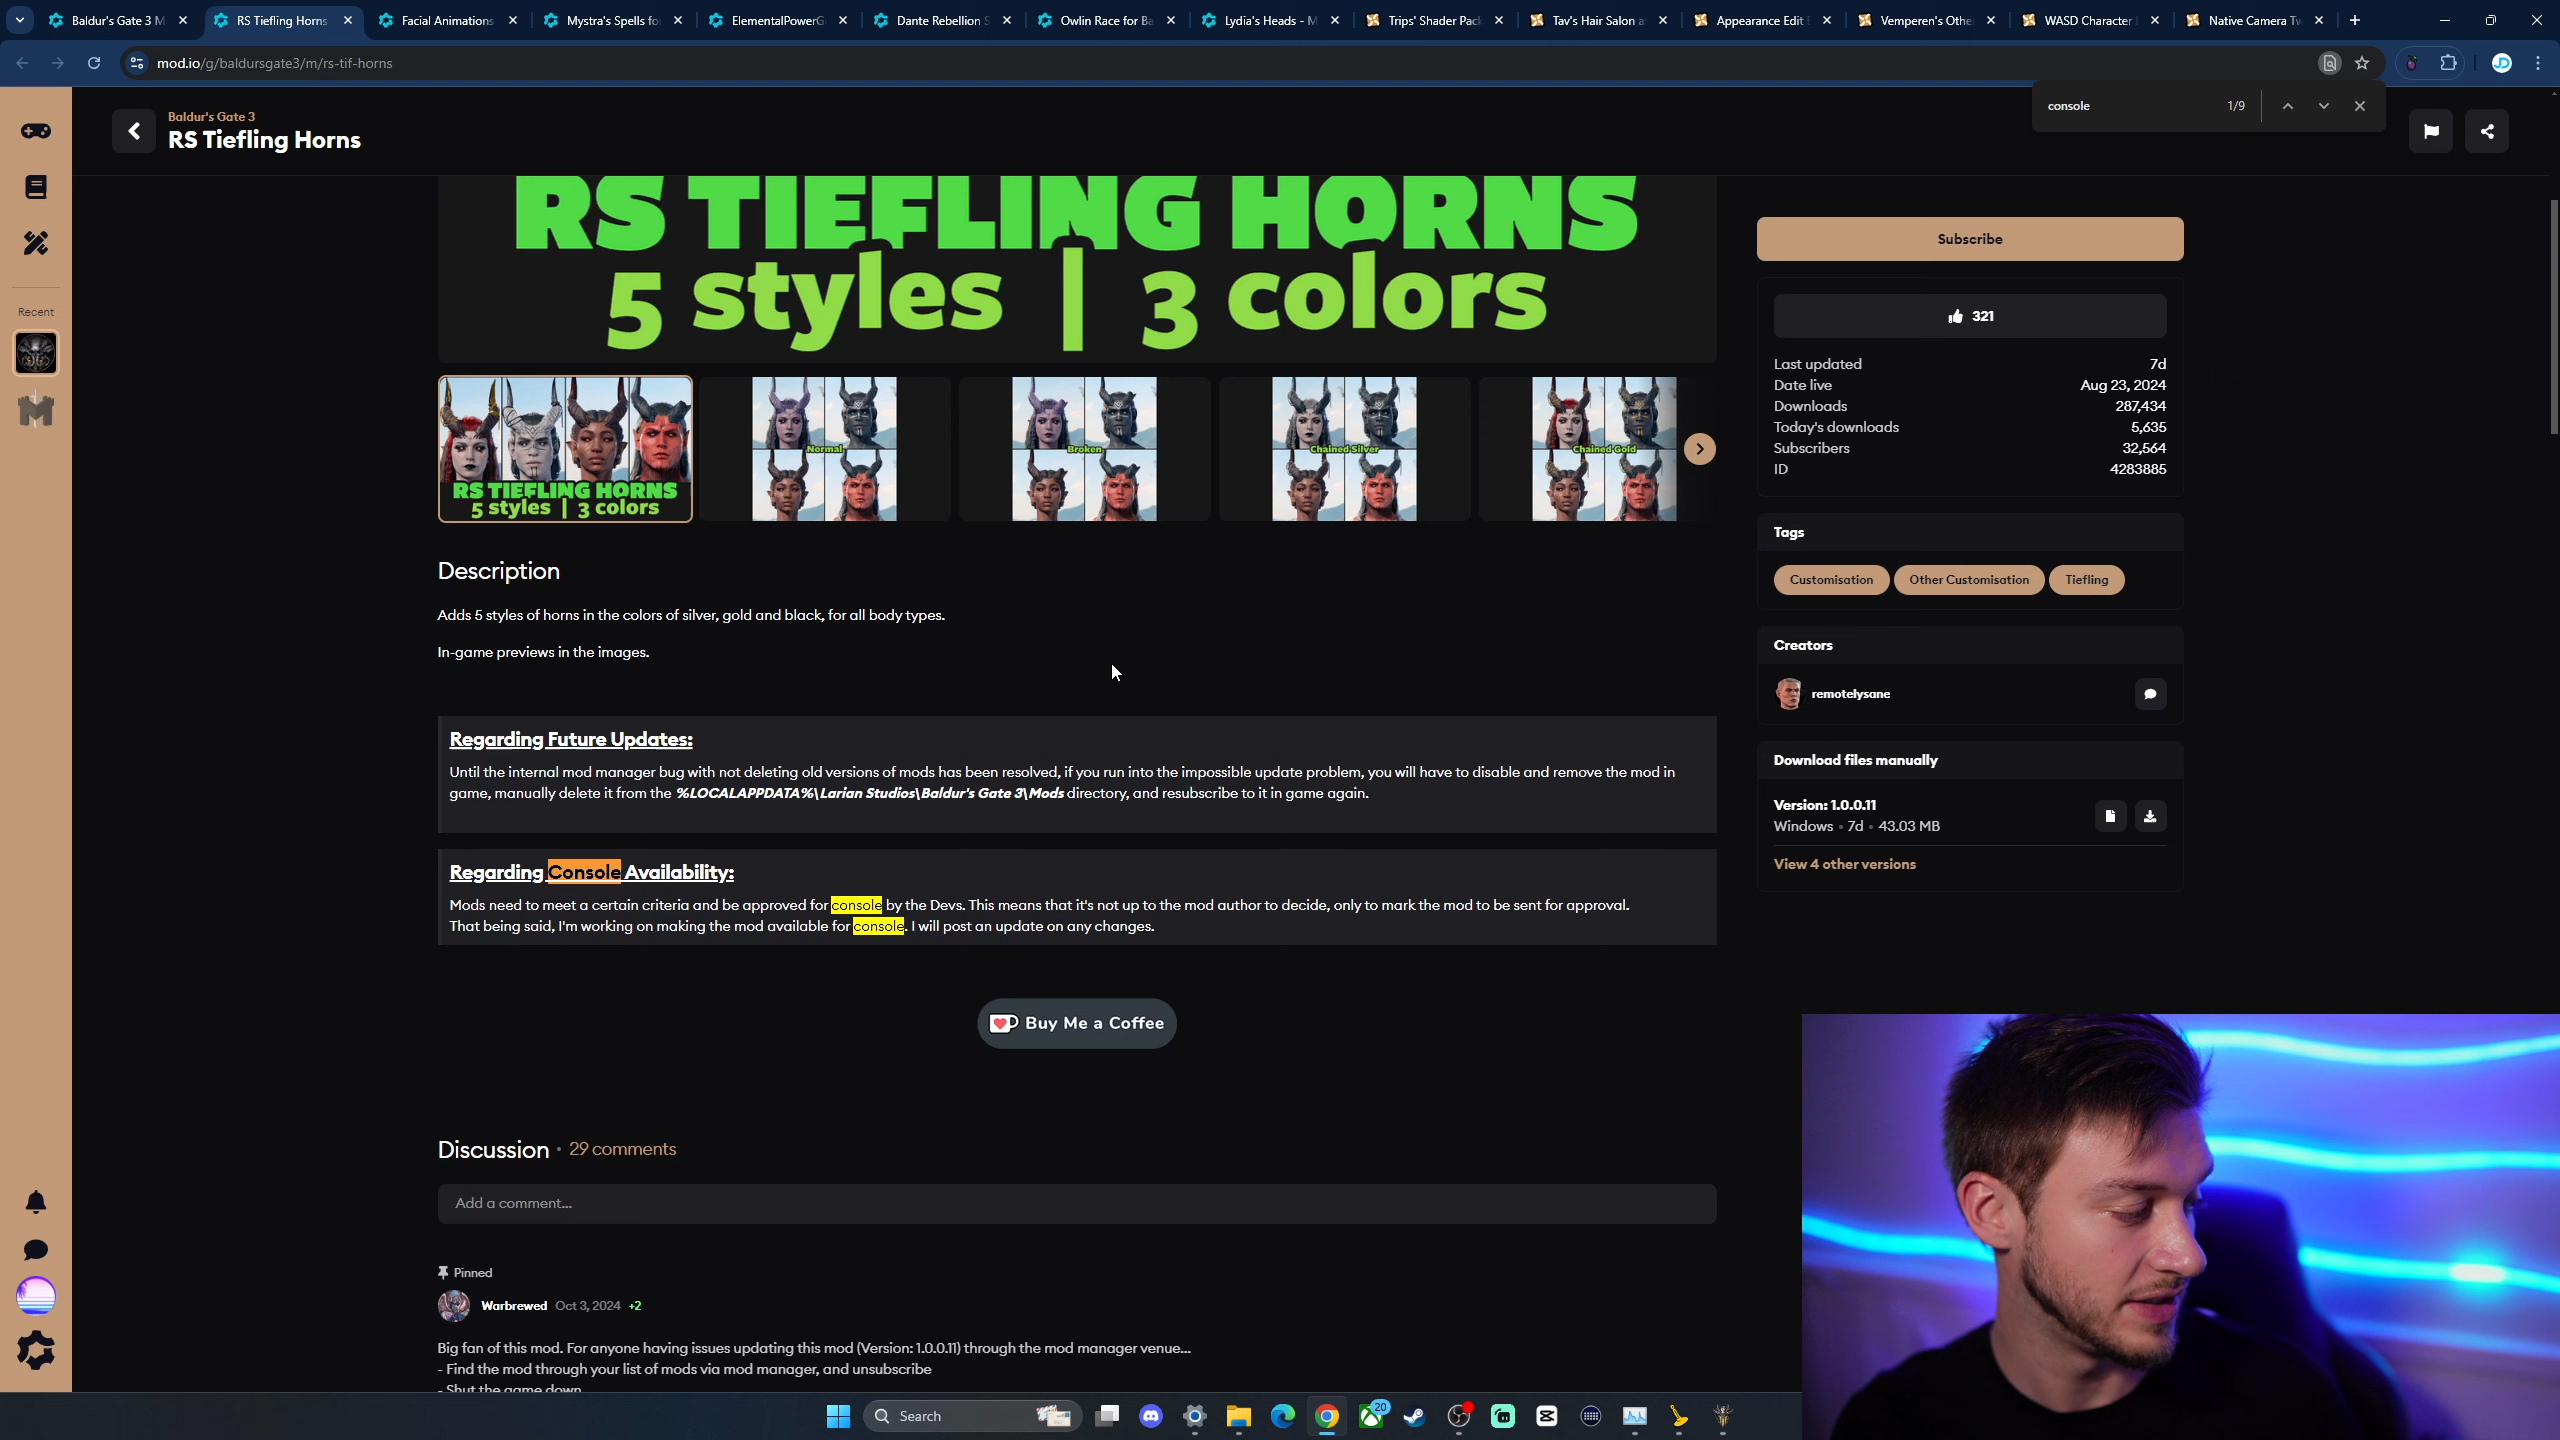 Baldur's Gate 3 M
RS Tiefling Horns
Facial Animations
Mystra's Spells fo
ElementalPowerG
Dante Rebellion S
Owlin Race for Ba
Lydia's Heads - M
Trips' Shader Pac
Tav's Hair Salon a
Appearance Edit E
Vemperen's Othe
WASD Character
Native Camera Tw
mod.io/g/baldursgate3/m/rs-tif-horns
console
1/9
Baldur's Gate 3
RS Tiefling Horns
Recent
RS TIEFLING HORNS
5 styles | 3 colors
RS TIEFLING HORNS
5 styles | 3 colors
Normal
Broken
Chained Silver
Chained Gold
Description
Adds 5 styles of horns in the colors of silver, gold and black, for all body types.
In-game previews in the images.
Regarding Future Updates:
Until the internal mod manager bug with not deleting old versions of mods has been resolved, if you run into the impossible update problem, you will have to disable and remove the mod in
game, manually delete it from the %LOCALAPPDATA%\Larian Studios\Baldur's Gate 3\Mods directory, and resubscribe to it in game again.
Regarding Console Availability:
Mods need to meet a certain criteria and be approved for console by the Devs. This means that it's not up to the mod author to decide, only to mark the mod to be sent for approval.
That being said, I'm working on making the mod available for console. I will post an update on any changes.
Buy Me a Coffee
Discussion · 29 comments
Add a comment...
Pinned
Warbrewed Oct 3, 2024 +2
Big fan of this mod. For anyone having issues updating this mod (Version: 1.0.0.11) through the mod manager venue...
- Find the mod through your list of mods via mod manager, and unsubscribe
- Shut the game down
Subscribe
321
Last updated 7d
Date live Aug 23, 2024
Downloads 287,434
Today's downloads 5,635
Subscribers 32,564
ID 4283885
Tags
Customisation
Other Customisation
Tiefling
Creators
remotelysane
Download files manually
Version: 1.0.0.11
Windows · 7d · 43.03 MB
View 4 other versions
Search
20